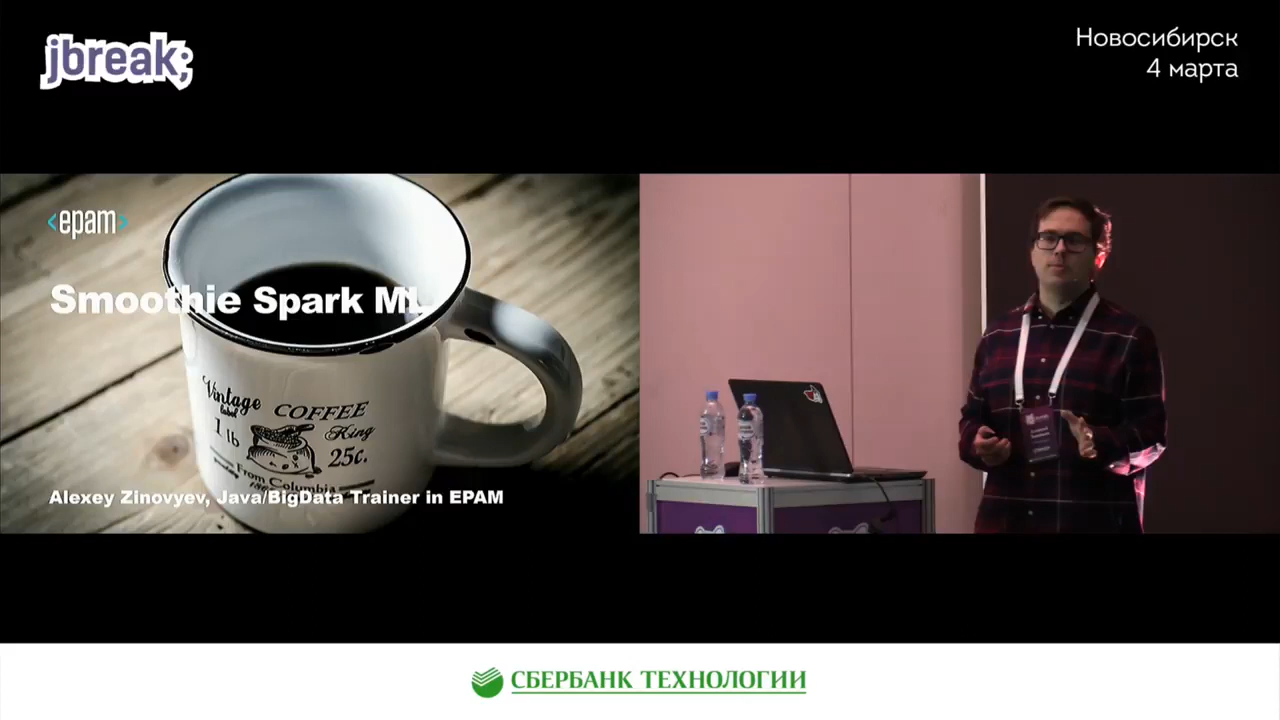 jbreak;
Новосибирск
4 марта
<epam>
Smoothie Spark ML
Vintage
label
COFFEE
1 lb
King
25c.
From Columbia
Alexey Zinovyev, Java/BigData Trainer in EPAM
СБЕРБАНК ТЕХНОЛОГИИ